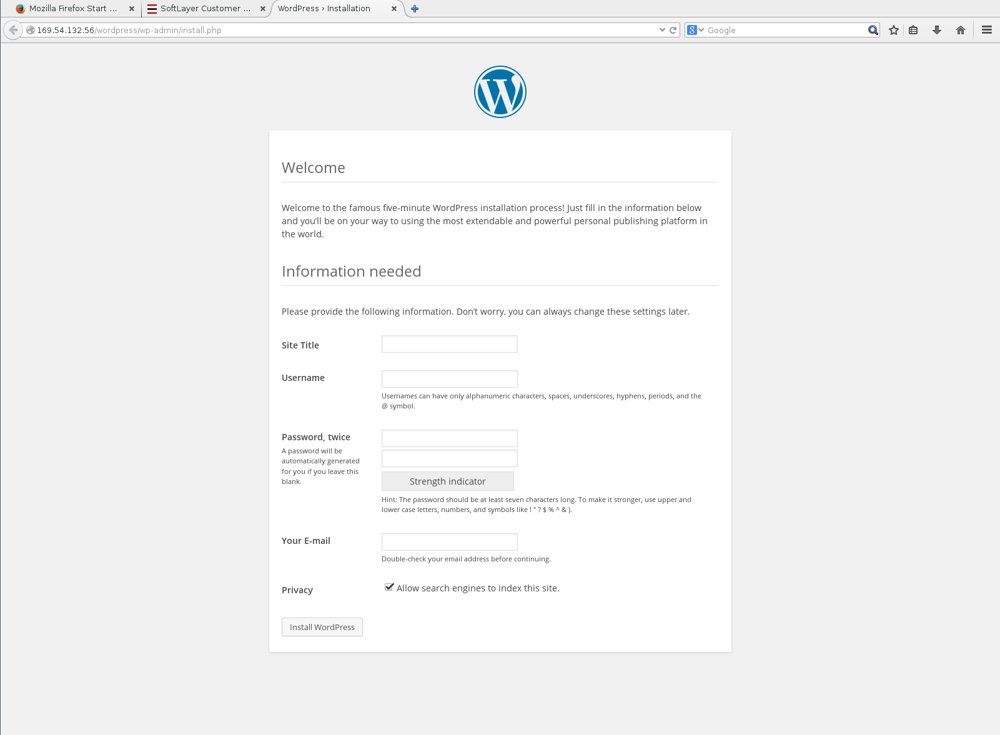 Mozilla Firefox Start ...
SoftLayer Customer ...
WordPress › Installation
169.54.132.56/wordpress/wp-admin/install.php
8
Google
W
Welcome
Welcome to the famous five-minute WordPress installation process! Just fill in the information below
and you’ll be on your way to using the most extendable and powerful personal publishing platform in
the world.
Information needed
Please provide the following information. Don’t worry, you can always change these settings later.
Site Title
Username
Usernames can have only alphanumeric characters, spaces, underscores, hyphens, periods, and the
@ symbol.
Password, twice
A password will be
automatically generated
for you if you leave this
blank.
Strength indicator
Hint: The password should be at least seven characters long. To make it stronger, use upper and
lower case letters, numbers, and symbols like ! " ? $ % ^ & ).
Your E-mail
Double-check your email address before continuing.
Privacy
Allow search engines to index this site.
Install WordPress